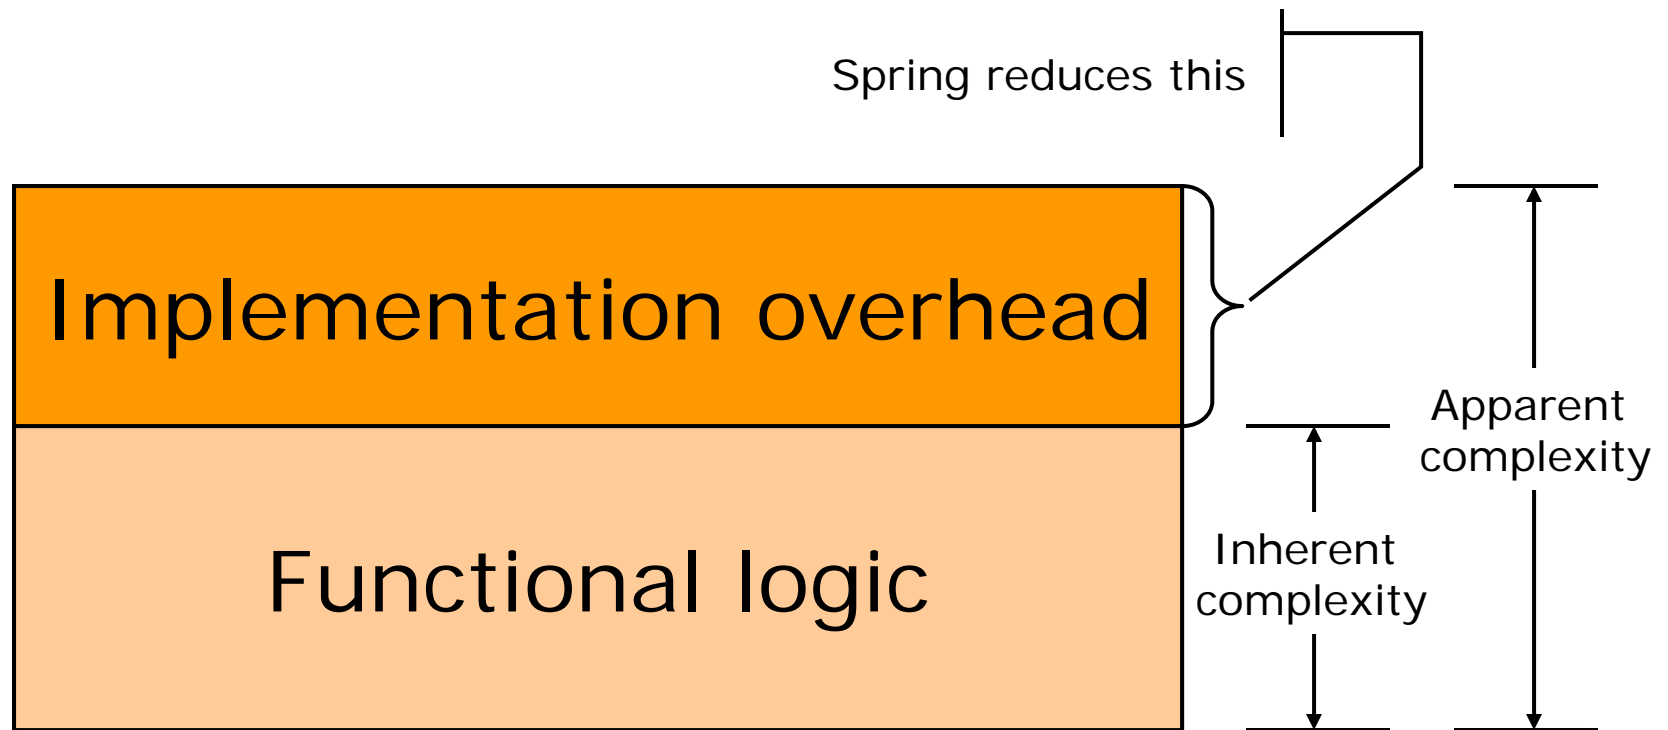 Spring reduces this
Implementation overhead
Apparent
complexity
Functional logic
Inherent
complexity